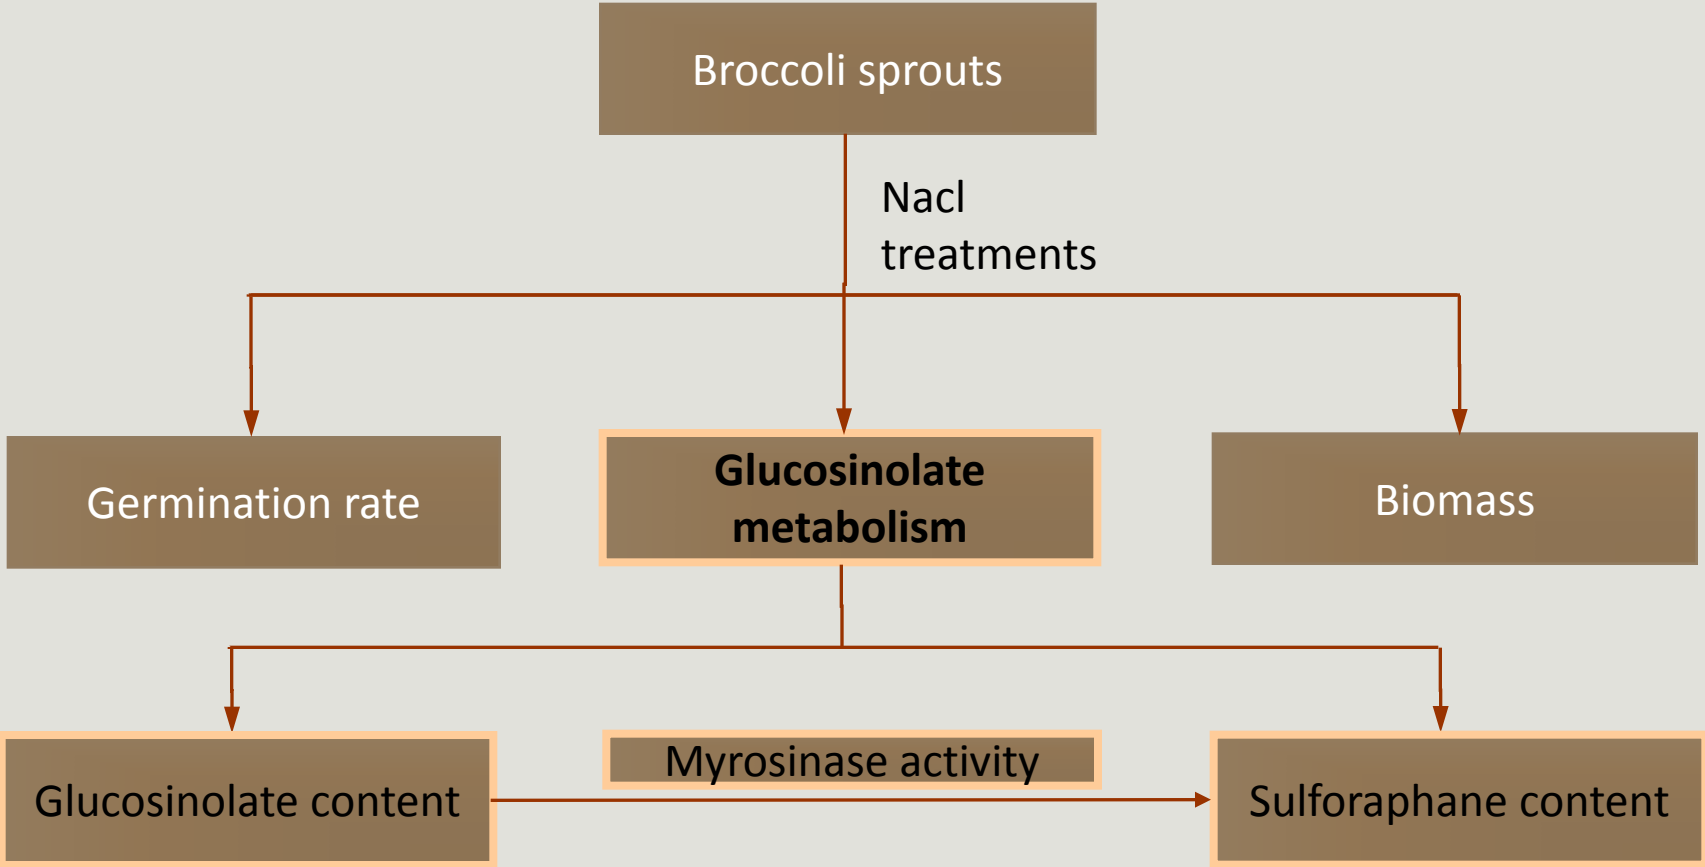 Broccoli sprouts
Nacl
treatments
Germination rate
Glucosinolate
metabolism
Biomass
Glucosinolate content
Myrosinase activity
Sulforaphane content